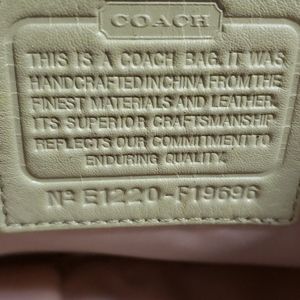 COACH
THIS IS A COACH BAG. IT WAS
HANDCRAFTED IN CHINA FROM THE
FINEST MATERIALS AND LEATHER.
ITS SUPERIOR CRAFTSMANSHIP
REFLECTS OUR COMMITMENT TO
ENDURING QUALITY.
Nº E1220-F19696